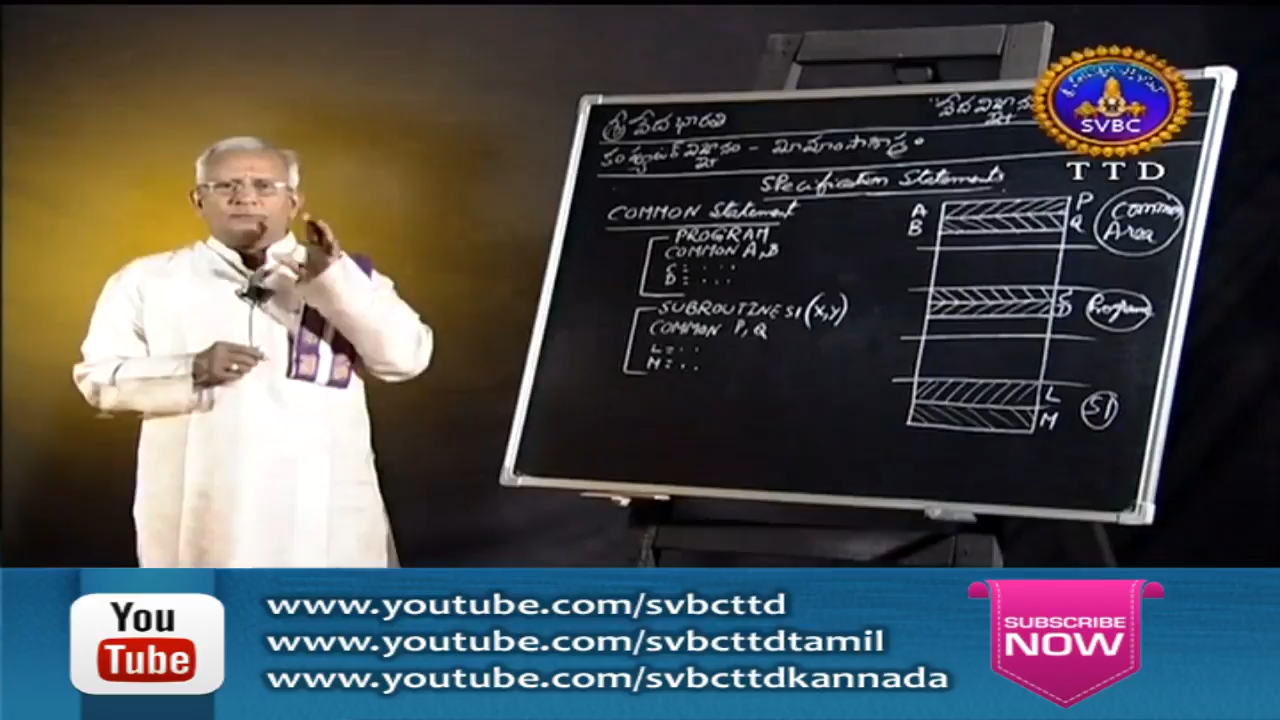 శ్రీ వేద భారతి
కంప్యూటర్ విజ్ఞానం - మీమాంసాశాస్త్రం
Specification Statements
COMMON Statement
PROGRAM
COMMON A, B
C = . . . .
D = . . . .
SUBROUTINE S1 (X, Y)
COMMON P, Q
L = . .
M = . .
A
B
P
Q
Common
Area
Program
L
M
S1
SVBC
TTD
You
Tube
www.youtube.com/svbcttd
www.youtube.com/svbcttdtamil
www.youtube.com/svbcttdkannada
SUBSCRIBE
NOW